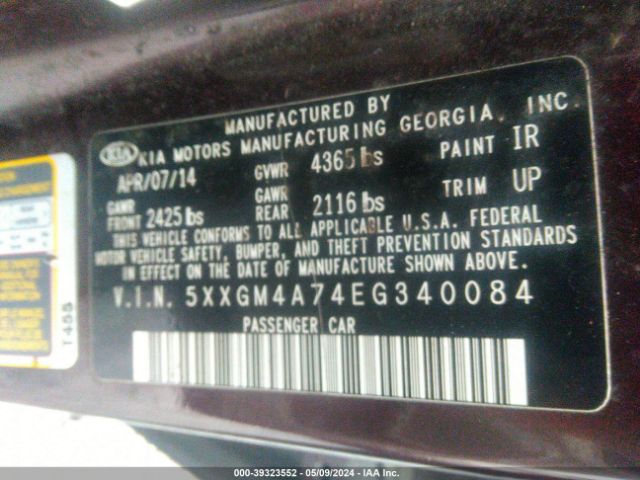 MANUFACTURED BY
KIA KIA MOTORS MANUFACTURING GEORGIA, INC.
APR/07/14 GVWR 4365 lbs PAINT IR
GAWR FRONT 2425 lbs GAWR REAR 2116 lbs TRIM UP
THIS VEHICLE CONFORMS TO ALL APPLICABLE U.S.A. FEDERAL
MOTOR VEHICLE SAFETY, BUMPER, AND THEFT PREVENTION STANDARDS
IN EFFECT ON THE DATE OF MANUFACTURE SHOWN ABOVE.
V.I.N. 5XXGM4A74EG340084
PASSENGER CAR
T455
000-39323552 - 05/09/2024 - IAA Inc.